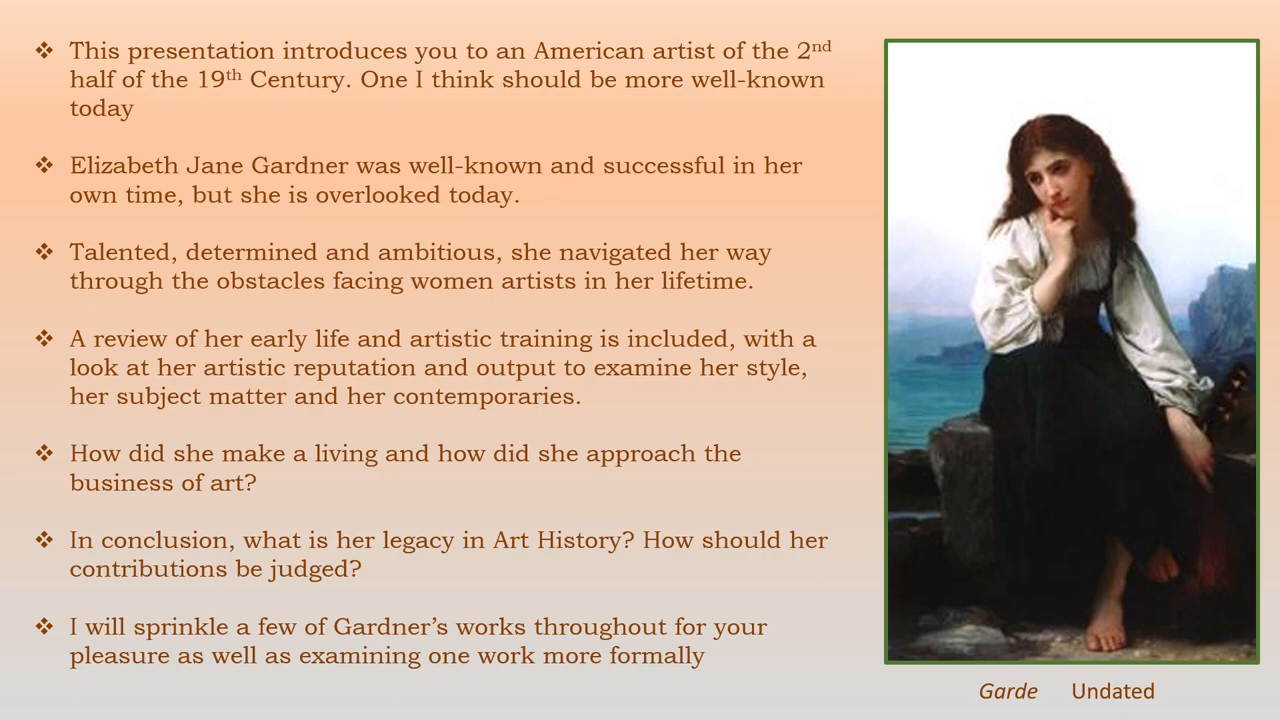 ❖ This presentation introduces you to an American artist of the 2nd
half of the 19th Century. One I think should be more well-known
today
❖ Elizabeth Jane Gardner was well-known and successful in her
own time, but she is overlooked today.
❖ Talented, determined and ambitious, she navigated her way
through the obstacles facing women artists in her lifetime.
❖ A review of her early life and artistic training is included, with a
look at her artistic reputation and output to examine her style,
her subject matter and her contemporaries.
❖ How did she make a living and how did she approach the
business of art?
❖ In conclusion, what is her legacy in Art History? How should her
contributions be judged?
❖ I will sprinkle a few of Gardner’s works throughout for your
pleasure as well as examining one work more formally
Garde Undated